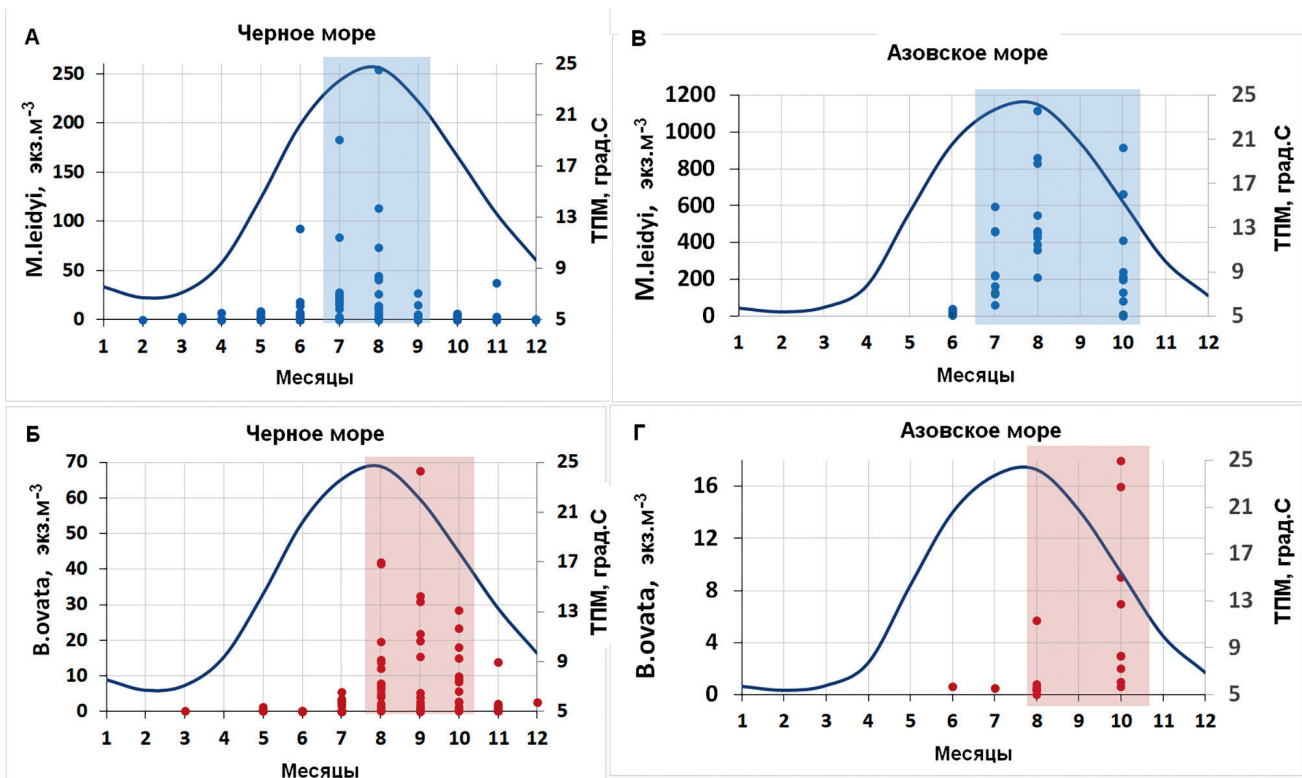 А
Черное море
M.leidyi, экз.м⁻³
250
200
150
100
50
0
25
21
17
13
9
5
ТПМ, град.С
1 2 3 4 5 6 7 8 9 10 11 12
Месяцы
В
Азовское море
M.leidyi, экз.м⁻³
1200
1000
800
600
400
200
0
25
21
17
13
9
5
ТПМ, град.С
1 2 3 4 5 6 7 8 9 10 11 12
Месяцы
Б
Черное море
B.ovata, экз.м⁻³
70
60
50
40
30
20
10
0
25
21
17
13
9
5
ТПМ, град.С
1 2 3 4 5 6 7 8 9 10 11 12
Месяцы
Г
Азовское море
B.ovata, экз.м⁻³
16
12
8
4
0
25
21
17
13
9
5
ТПМ, град.С
1 2 3 4 5 6 7 8 9 10 11 12
Месяцы